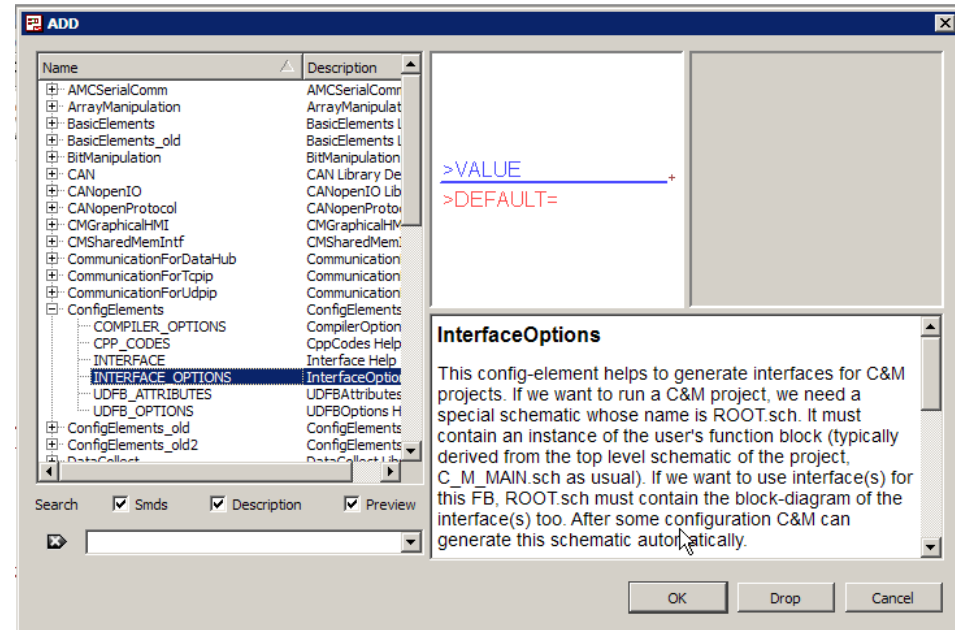 ADD
Name Description
AMCSerialComm AMCSerialComm
ArrayManipulation ArrayManipulat
BasicElements BasicElements L
BasicElements_old BasicElements L
BitManipulation BitManipulation
CAN CAN Library De
CANopenIO CANopenIO Lib
CANopenProtocol CANopenProto
CMGraphicalHMI CMGraphicalHM
CMSharedMemIntf CMSharedMem
CommunicationForDataHub Communication
CommunicationForTcpip Communication
CommunicationForUdpip Communication
ConfigElements ConfigElements
COMPILER_OPTIONS CompilerOption
CPP_CODES CppCodes Help
INTERFACE Interface Help
INTERFACE_OPTIONS InterfaceOptio
UDFB_ATTRIBUTES UDFBAttributes
UDFB_OPTIONS UDFBOptions H
ConfigElements_old ConfigElements
ConfigElements_old2 ConfigElements
DataCollect DataCollect Lib
Search Smds Description Preview
>VALUE
>DEFAULT=
InterfaceOptions
This config-element helps to generate interfaces for C&M
projects. If we want to run a C&M project, we need a
special schematic whose name is ROOT.sch. It must
contain an instance of the user's function block (typically
derived from the top level schematic of the project,
C_M_MAIN.sch as usual). If we want to use interface(s) for
this FB, ROOT.sch must contain the block-diagram of the
interface(s) too. After some configuration C&M can
generate this schematic automatically.
OK Drop Cancel